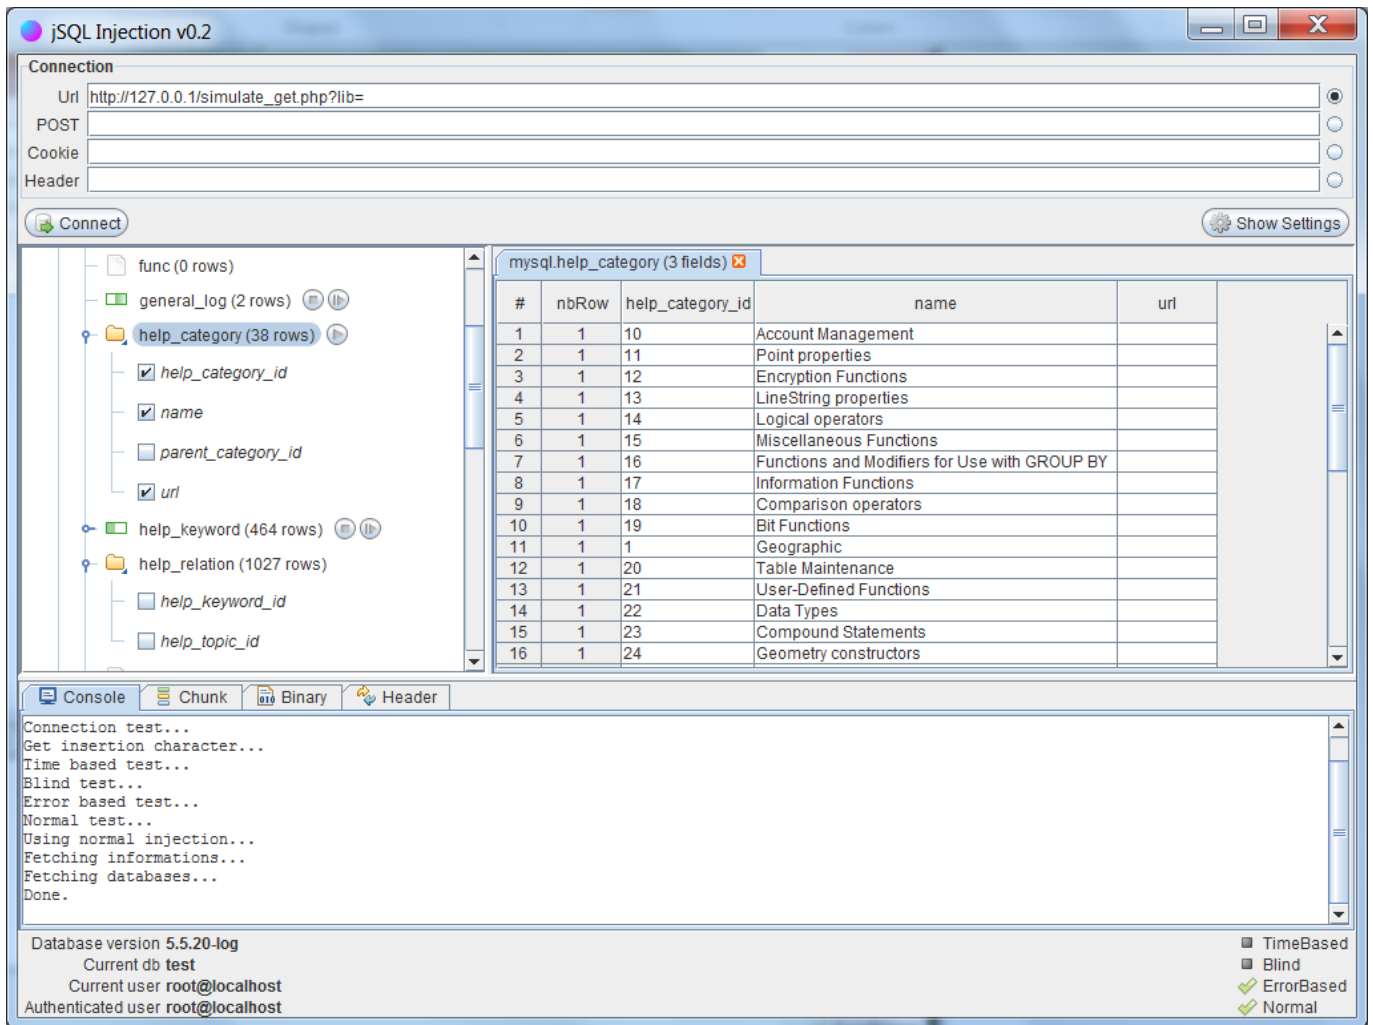 jSQL Injection v0.2
Connection
Url http://127.0.0.1/simulate_get.php?lib=
POST
Cookie
Header
Connect Show Settings
func (0 rows)
general_log (2 rows)
help_category (38 rows)
help_category_id
name
parent_category_id
url
help_keyword (464 rows)
help_relation (1027 rows)
help_keyword_id
help_topic_id
mysql.help_category (3 fields)
# nbRow help_category_id name url
1 1 10 Account Management
2 1 11 Point properties
3 1 12 Encryption Functions
4 1 13 LineString properties
5 1 14 Logical operators
6 1 15 Miscellaneous Functions
7 1 16 Functions and Modifiers for Use with GROUP BY
8 1 17 Information Functions
9 1 18 Comparison operators
10 1 19 Bit Functions
11 1 1 Geographic
12 1 20 Table Maintenance
13 1 21 User-Defined Functions
14 1 22 Data Types
15 1 23 Compound Statements
16 1 24 Geometry constructors
Console Chunk Binary Header
Connection test...
Get insertion character...
Time based test...
Blind test...
Error based test...
Normal test...
Using normal injection...
Fetching informations...
Fetching databases...
Done.
Database version 5.5.20-log
Current db test
Current user root@localhost
Authenticated user root@localhost
TimeBased
Blind
ErrorBased
Normal